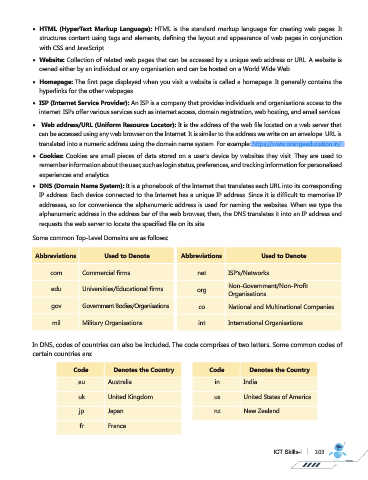 • HTML (HyperText Markup Language): HTML is the standard markup language for creating web pages. It
structures content using tags and elements, defining the layout and appearance of web pages in conjunction
with CSS and JavaScript
• Website: Collection of related web pages that can be accessed by a unique web address or URL. A website is
owned either by an individual or any organisation and can be hosted on a World Wide Web
• Homepage: The first page displayed when you visit a website is called a homepage. It generally contains the
hyperlinks for the other webpages
• ISP (Internet Service Provider): An ISP is a company that provides individuals and organisations access to the
internet. ISPs offer various services such as internet access, domain registration, web hosting, and email services
• Web address/URL (Uniform Resource Locator): It is the address of the web file located on a web server that
can be accessed using any web browser on the Internet. It is similar to the address we write on an envelope. URL is
translated into a numeric address using the domain name system. For example:
• Cookies: Cookies are small pieces of data stored on a user's device by websites they visit. They are used to
remember information about the user, such as login status, preferences, and tracking information for personalised
experiences and analytics
• DNS (Domain Name System): It is a phonebook of the Internet that translates each URL into its corresponding
IP address. Each device connected to the Internet has a unique IP address. Since it is difficult to memorise IP
addresses, so for convenience the alphanumeric address is used for naming the websites. When we type the
alphanumeric address in the address bar of the web browser, then, the DNS translates it into an IP address and
requests the web server to locate the specified file on its site
Some common Top-Level Domains are as follows:
Abbreviations Used to Denote Abbreviations Used to Denote
com Commercial firms net ISPs/Networks
edu Universities/Educational firms org Non-Government/Non-Profit
Organisations
gov Government Bodies/Organisations co National and Multinational Companies
mil Military Organisations int International Organisations
In DNS, codes of countries can also be included. The code comprises of two letters. Some common codes of
certain countries are:
Code Denotes the Country Code Denotes the Country
au Australia in India
uk United Kingdom us United States of America
jp Japan nz New Zealand
fr France
ICT Skills-I 103